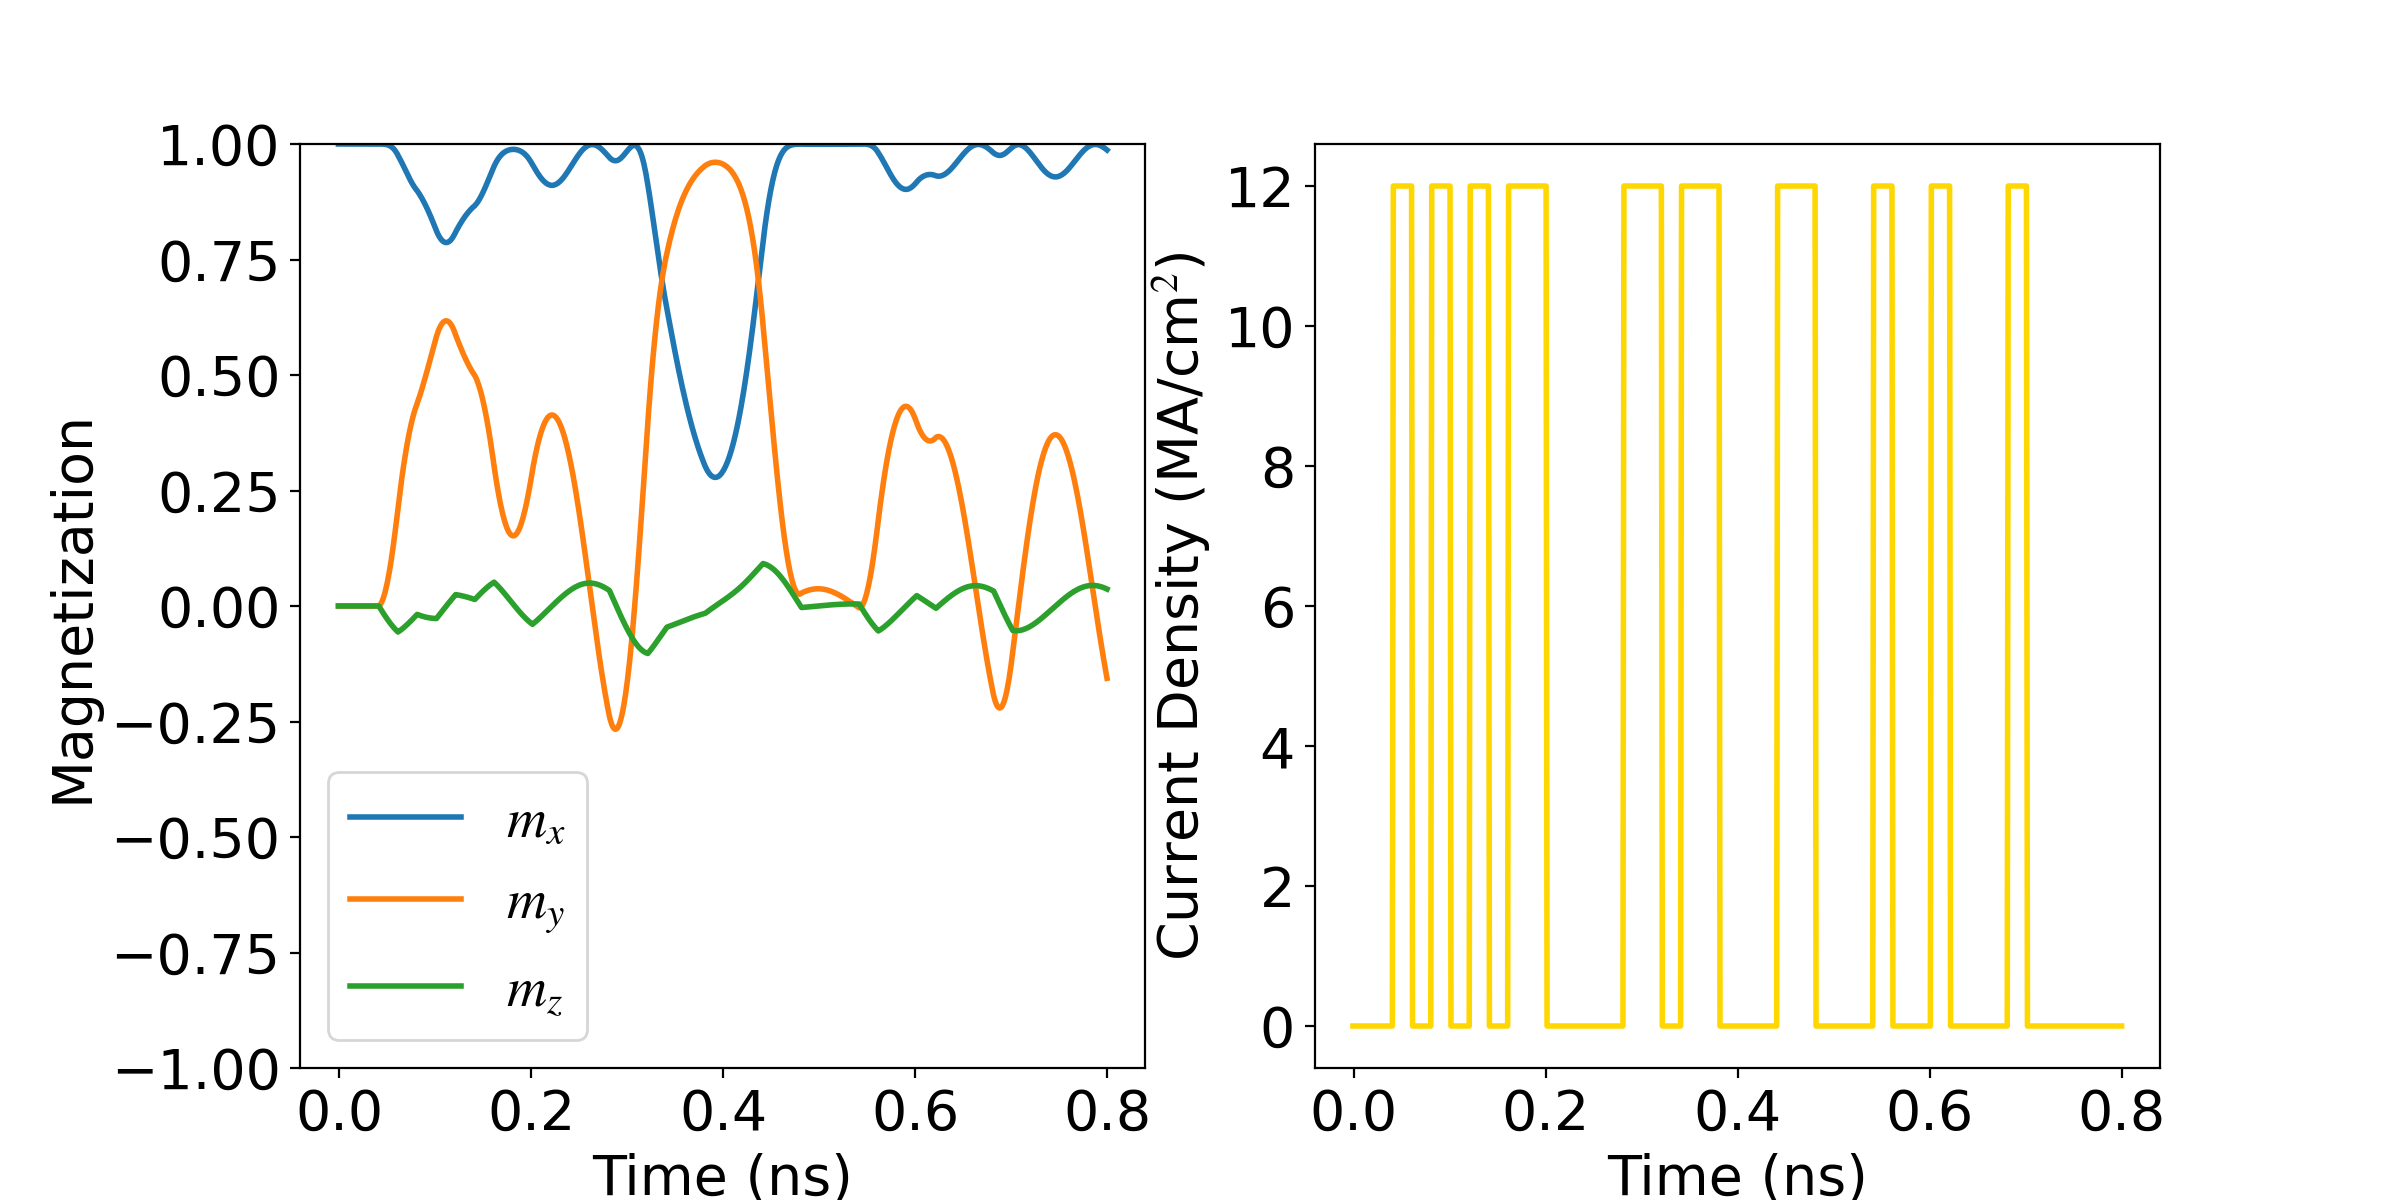 1.00
0.75
0.50
0.25
0.00
−0.25
−0.50
−0.75
−1.00
Magnetization
m_x
m_y
m_z
0.0 0.2 0.4 0.6 0.8
Time (ns)
12
10
8
6
4
2
0
Current Density (MA/cm²)
0.0 0.2 0.4 0.6 0.8
Time (ns)